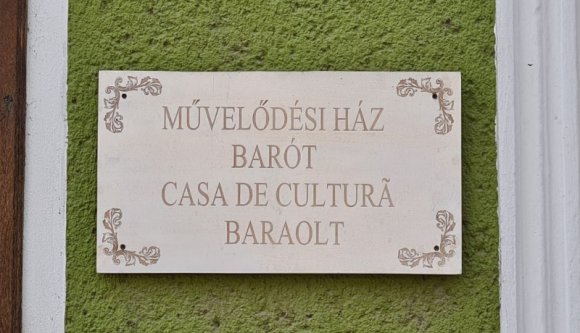 MŰVELŐDÉSI HÁZ
BARÓT
CASA DE CULTURÃ
BARAOLT